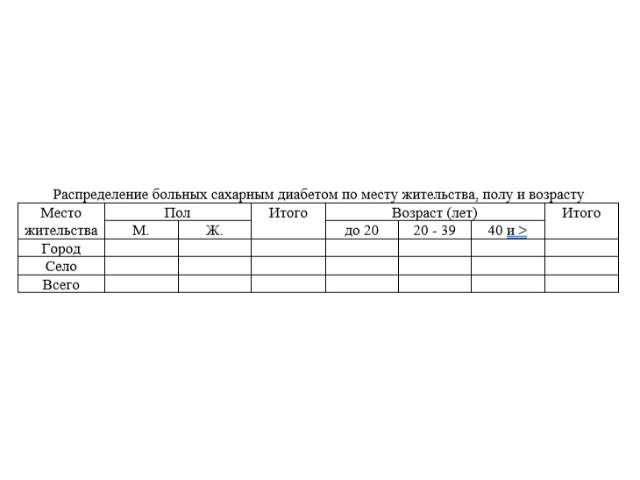 Распределение больных сахарным диабетом по месту жительства, полу и возрасту
Место жительства Пол Итого Возраст (лет) Итого
М. Ж. до 20 20 - 39 40 и >
Город
Село
Всего